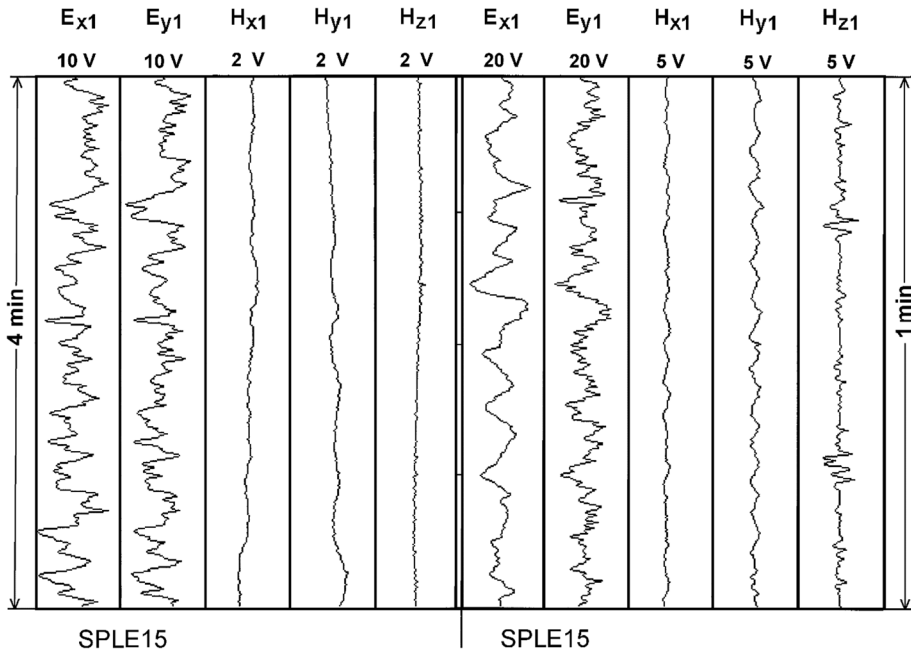 Ex1 Ey1 Hx1 Hy1 Hz1 Ex1 Ey1 Hx1 Hy1 Hz1
10 V 10 V 2 V 2 V 2 V 20 V 20 V 5 V 5 V 5 V
4 min
1 min
SPLE15 SPLE15